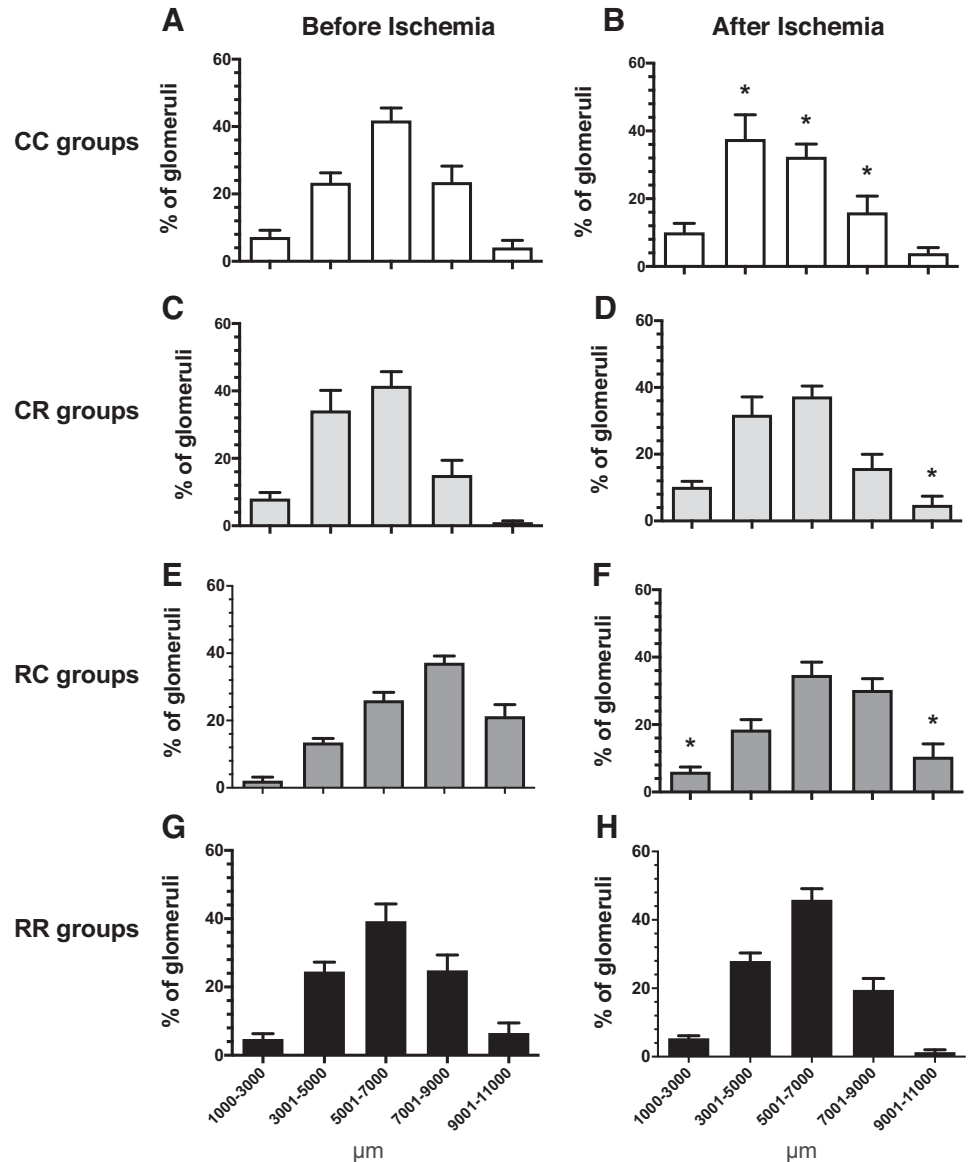 A Before Ischemia B After Ischemia
CC groups
% of glomeruli
60
40
20
0
% of glomeruli
60
40
20
0
* * *
C D
CR groups
% of glomeruli
60
40
20
0
% of glomeruli
60
40
20
0
*
E F
RC groups
% of glomeruli
60
40
20
0
% of glomeruli
60
40
20
0
* *
G H
RR groups
% of glomeruli
60
40
20
0
% of glomeruli
60
40
20
0
1000-3000 3001-5000 5001-7000 7001-9000 9001-11000
1000-3000 3001-5000 5001-7000 7001-9000 9001-11000
µm µm